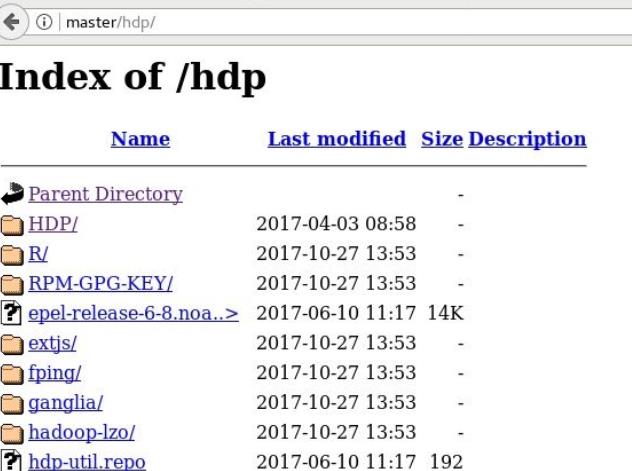 master/hdp/
Index of /hdp
Name Last modified Size Description
Parent Directory -
HDP/ 2017-04-03 08:58 -
R/ 2017-10-27 13:53 -
RPM-GPG-KEY/ 2017-10-27 13:53 -
epel-release-6-8.noa..> 2017-06-10 11:17 14K
extjs/ 2017-10-27 13:53 -
fping/ 2017-10-27 13:53 -
ganglia/ 2017-10-27 13:53 -
hadoop-lzo/ 2017-10-27 13:53 -
hdp-util.repo 2017-06-10 11:17 192